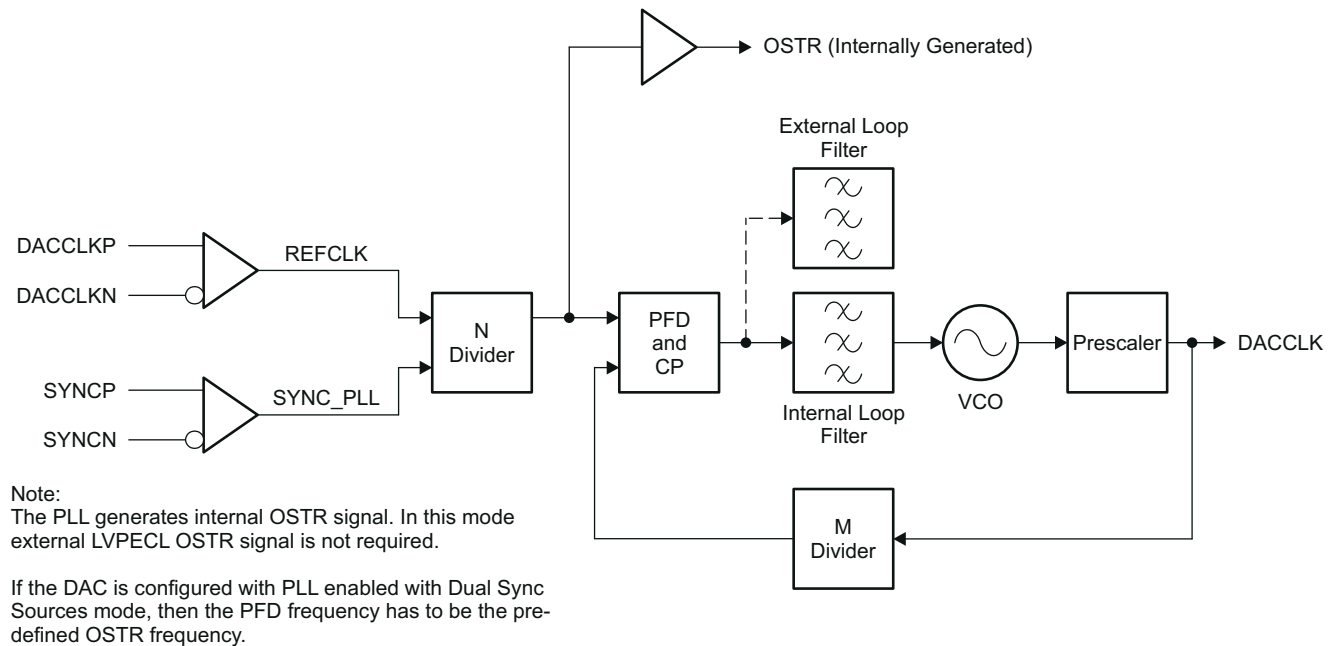 OSTR (Internally Generated)
External Loop
Filter
DACCLKP
REFCLK
DACCLKN
N
Divider
PFD
and
CP
Prescaler
DACCLK
SYNCP
SYNC_PLL
SYNCN
Internal Loop
Filter
VCO
M
Divider
Note:
The PLL generates internal OSTR signal. In this mode
external LVPECL OSTR signal is not required.
If the DAC is configured with PLL enabled with Dual Sync
Sources mode, then the PFD frequency has to be the pre-
defined OSTR frequency.